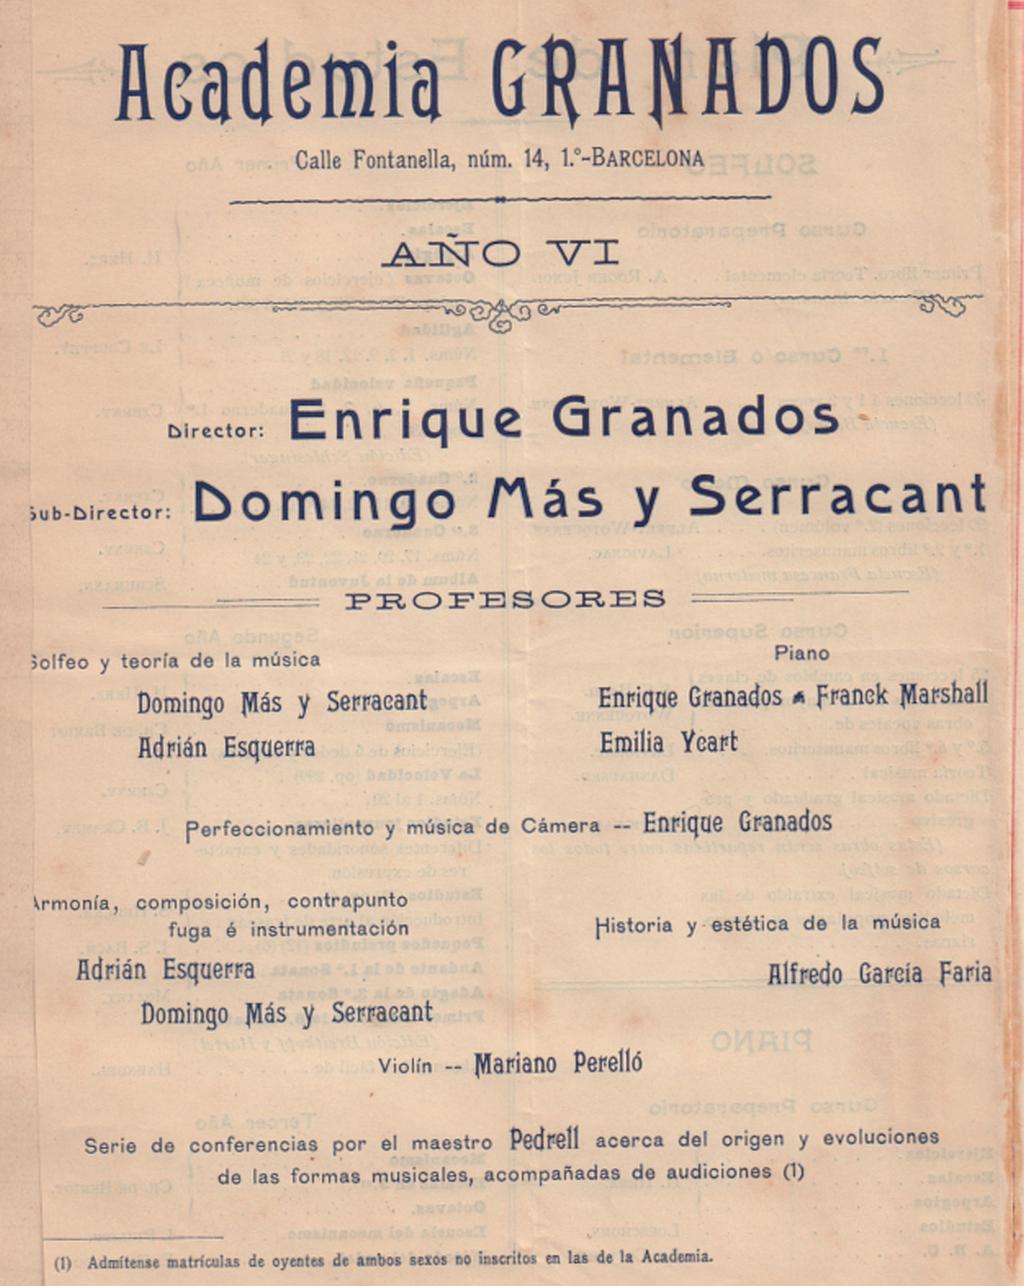 Academia GRANADOS
Calle Fontanella, núm. 14, 1.º-BARCELONA
AÑO VI
Director: Enrique Granados
Sub-Director: Domingo Más y Serracant
PROFESORES
Solfeo y teoría de la música
Domingo Más y Serracant
Adrián Esquerra
Piano
Enrique Granados Franck Marshall
Emilia Ycart
Perfeccionamiento y música de Cámera -- Enrique Granados
Armonía, composición, contrapunto
fuga é instrumentación
Adrián Esquerra
Domingo Más y Serracant
Historia y estética de la música
Alfredo García Faria
Violín -- Mariano Perelló
Serie de conferencias por el maestro Pedrell acerca del origen y evoluciones
de las formas musicales, acompañadas de audiciones (1)
(1) Admítense matrículas de oyentes de ambos sexos no inscritos en las de la Academia.